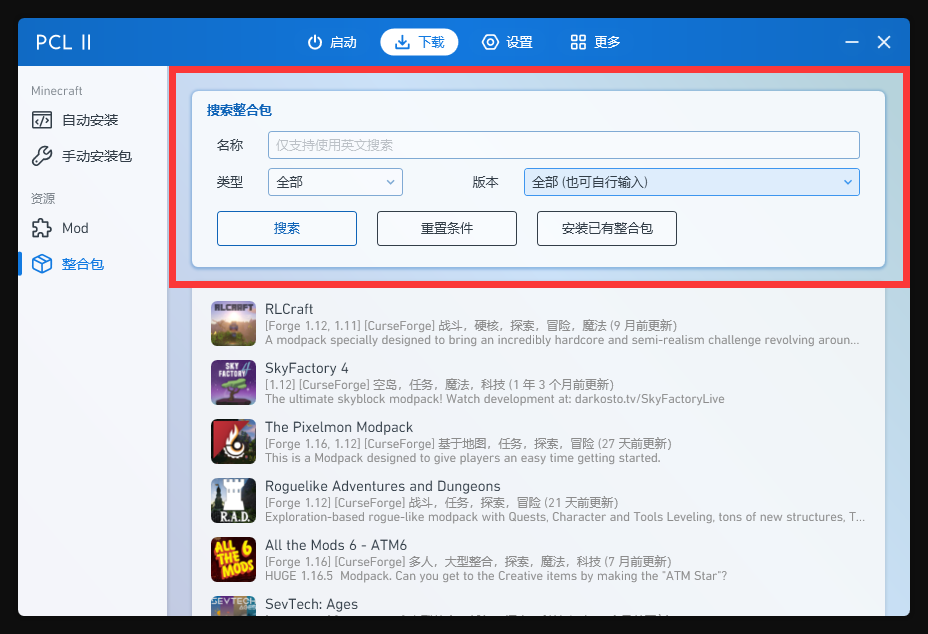 PCL II
启动
下载
设置
更多
Minecraft
自动安装
手动安装包
资源
Mod
整合包
搜索整合包
名称 仅支持使用英文搜索
类型 全部 版本 全部 (也可自行输入)
搜索 重置条件 安装已有整合包
RLCRAFT
RLCraft
[Forge 1.12, 1.11] [CurseForge] 战斗，硬核，探索，冒险，魔法 (9 月前更新)
A modpack specially designed to bring an incredibly hardcore and semi-realism challenge revolving aroun...
SKY FACTORY 4
SkyFactory 4
[1.12] [CurseForge] 空岛，任务，魔法，科技 (1 年 3 个月前更新)
The ultimate skyblock modpack! Watch development at: darkosto.tv/SkyFactoryLive
The Pixelmon Modpack
[Forge 1.16, 1.12] [CurseForge] 基于地图，任务，探索，冒险 (27 天前更新)
This is a Modpack designed to give players an easy time getting started.
R.A.D.
Roguelike Adventures and Dungeons
[Forge 1.12] [CurseForge] 战斗，任务，探索，冒险 (21 天前更新)
Exploration-based rogue-like modpack with Quests, Character and Tools Leveling, tons of new structures, T...
ALL 6 THE MODS
All the Mods 6 - ATM6
[Forge 1.16] [CurseForge] 多人，大型整合，探索，魔法，科技 (7 月前更新)
HUGE 1.16.5 Modpack. Can you get to the Creative items by making the "ATM Star"?
SEVTECH
SevTech: Ages